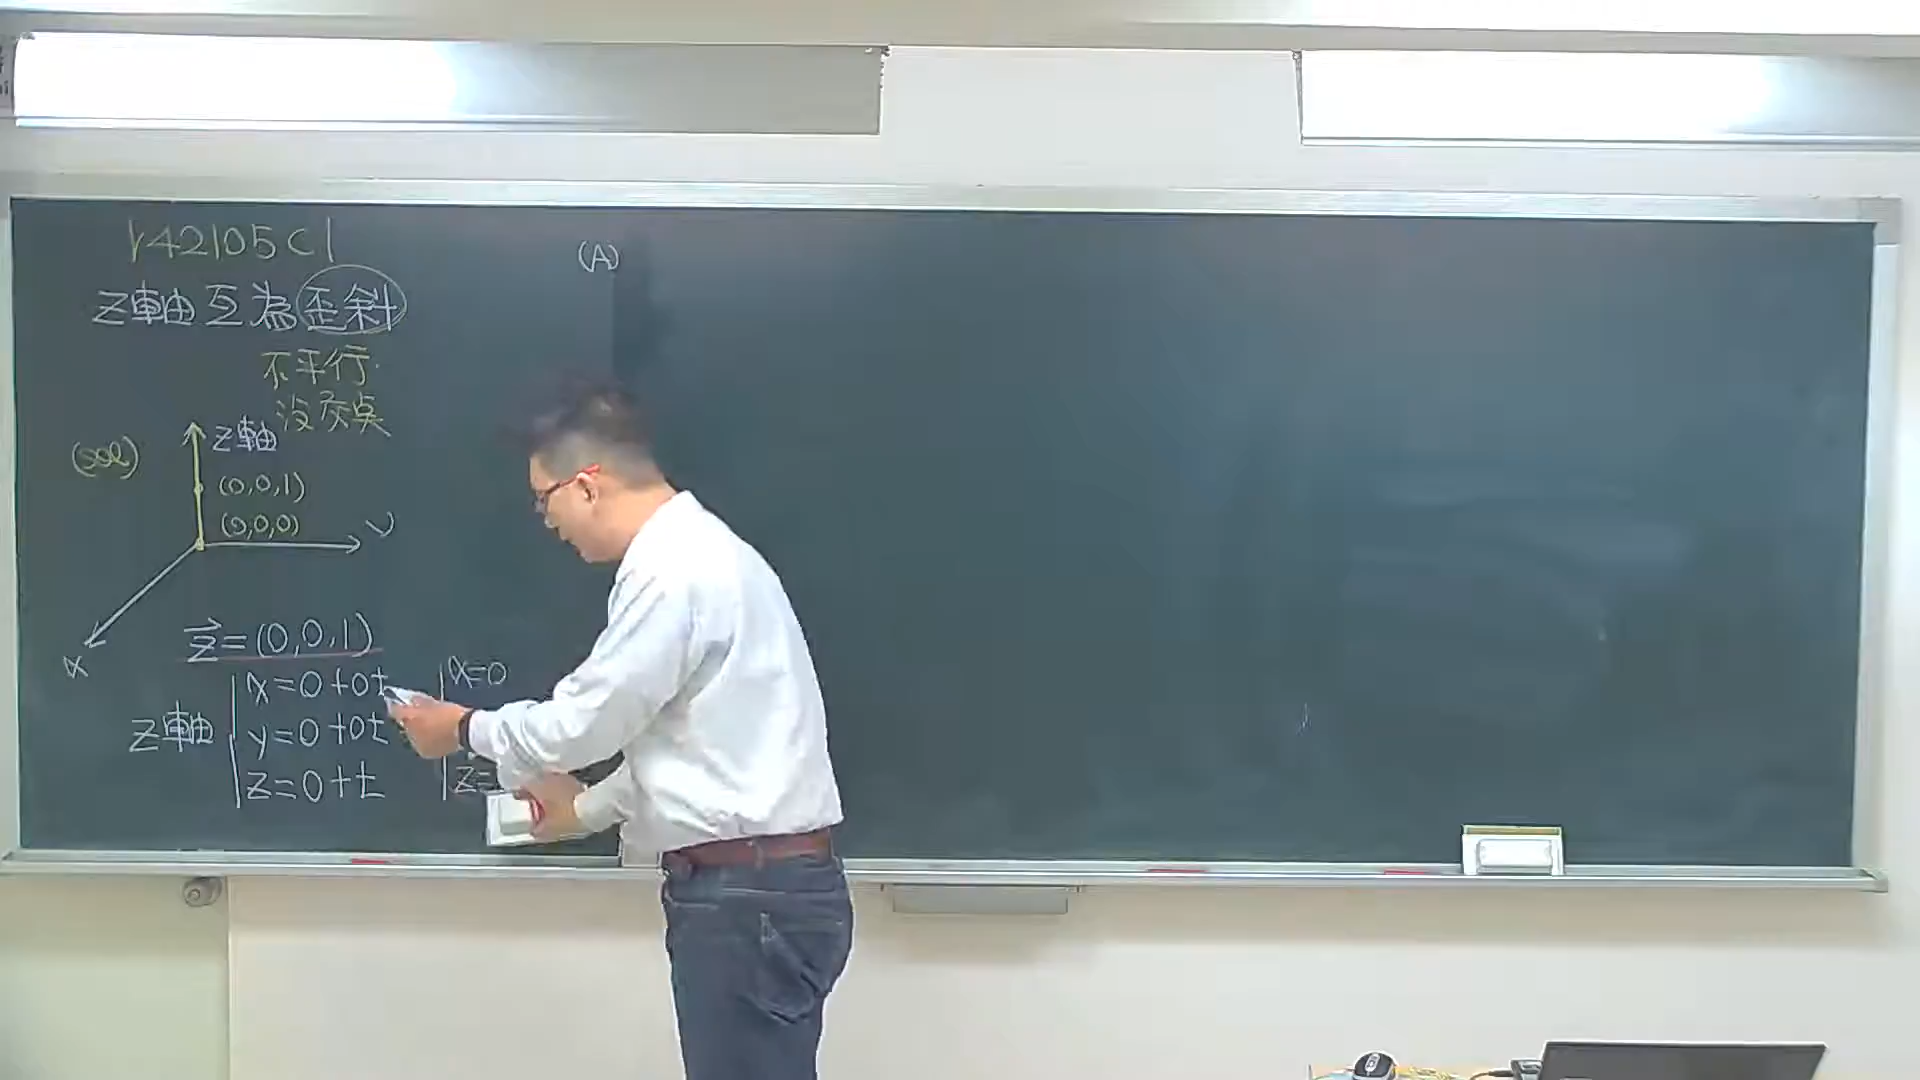 142105C1
Z軸互為歪斜
不平行
沒交點
(sol)
Z軸
(0,0,1)
(0,0,0)
y
x
z=(0,0,1)
Z軸
x=0+0t
y=0+0t
z=0+t
x=0
z=
(A)